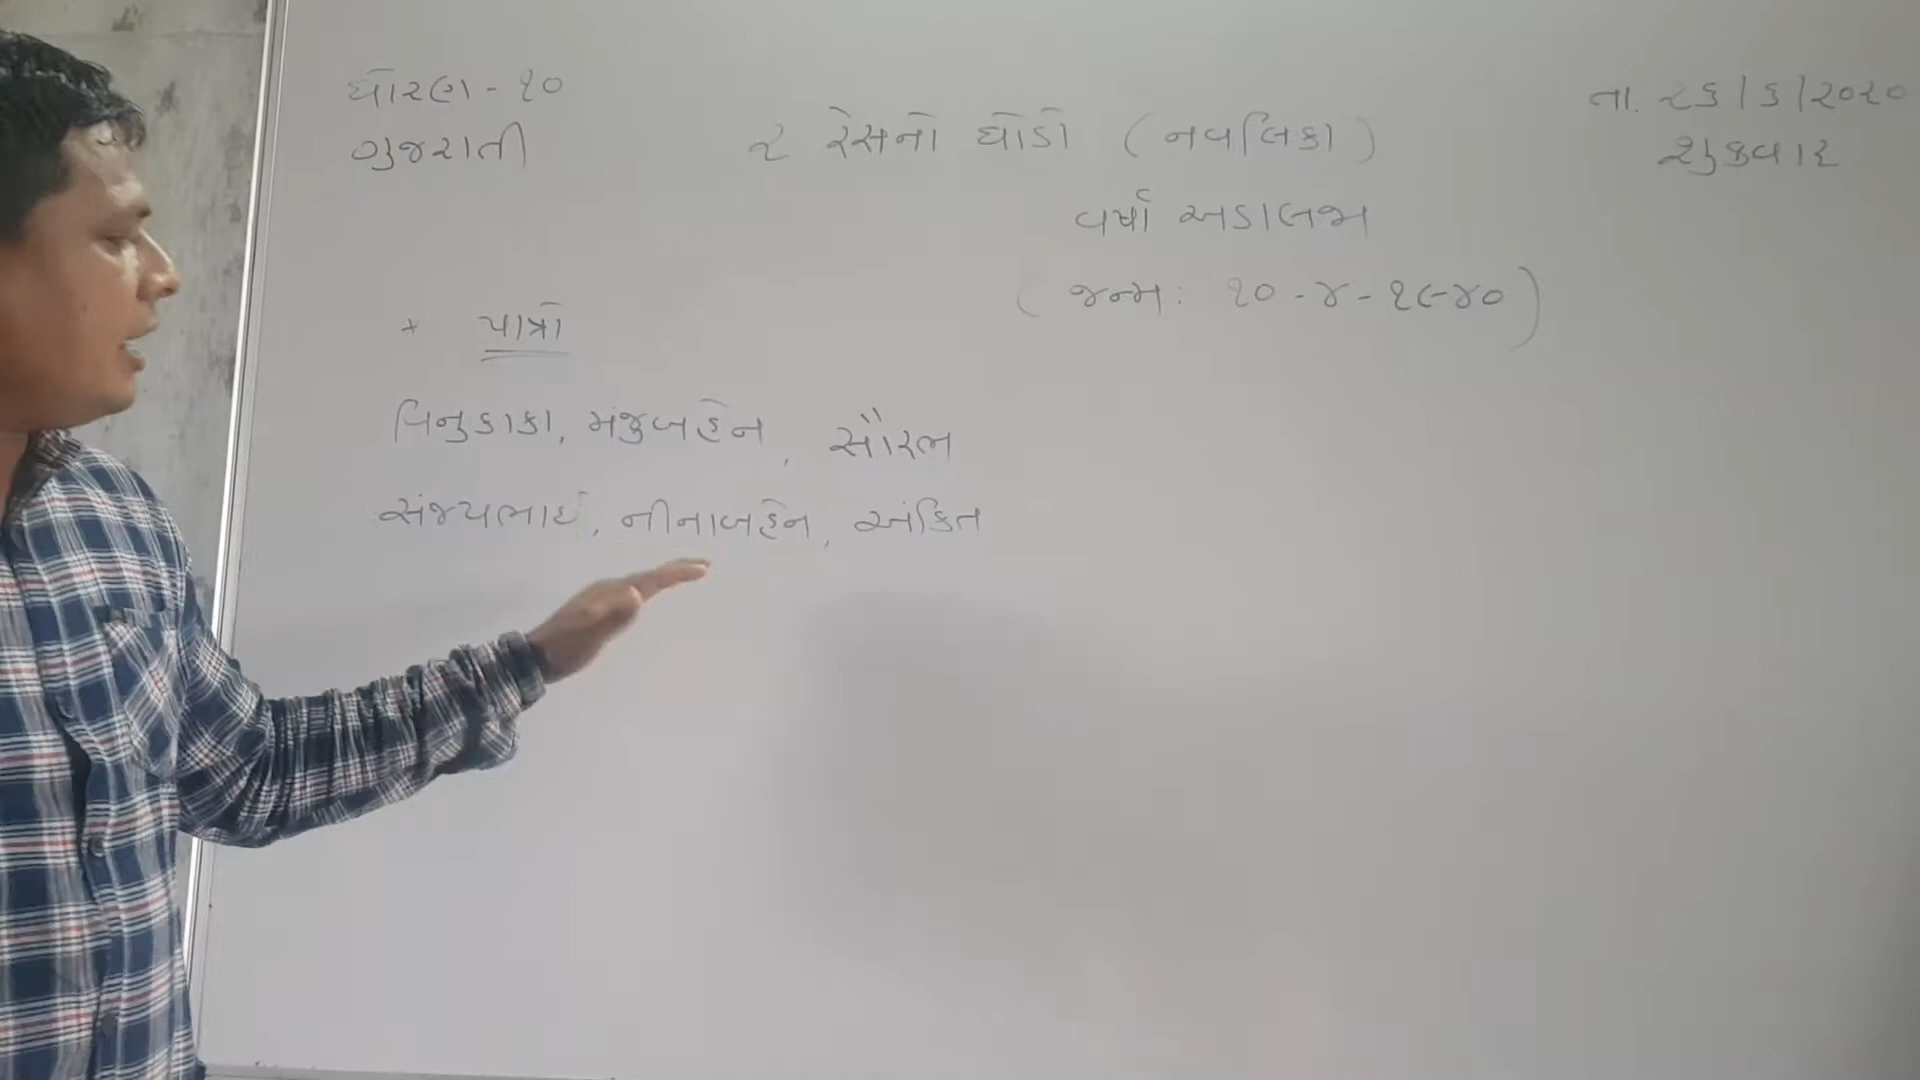 ધોરણ - ૧૦
ગુજરાતી
૨ રેસનો ઘોડો (નવલિકા)
વર્ષા અડાલજા
(જન્મ: ૧૦-૪-૧૯૪૦)
તા. ૨૬/૬/૨૦૨૦
શુક્રવાર
* પાત્રો
વિનુકાકા, મંજુબહેન, સૌરભ
સંજયભાઈ, નીનાબહેન, અંકિત